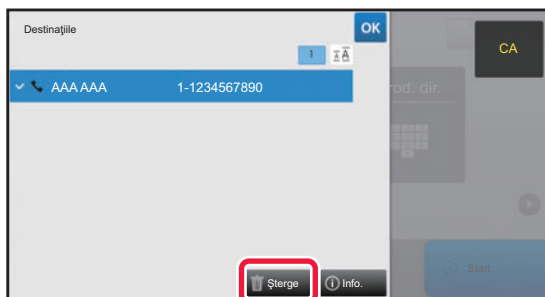 Destinaţiile
OK
CA
1
AAA AAA 1-1234567890
rod. dir.
Şterge
Info.
Start